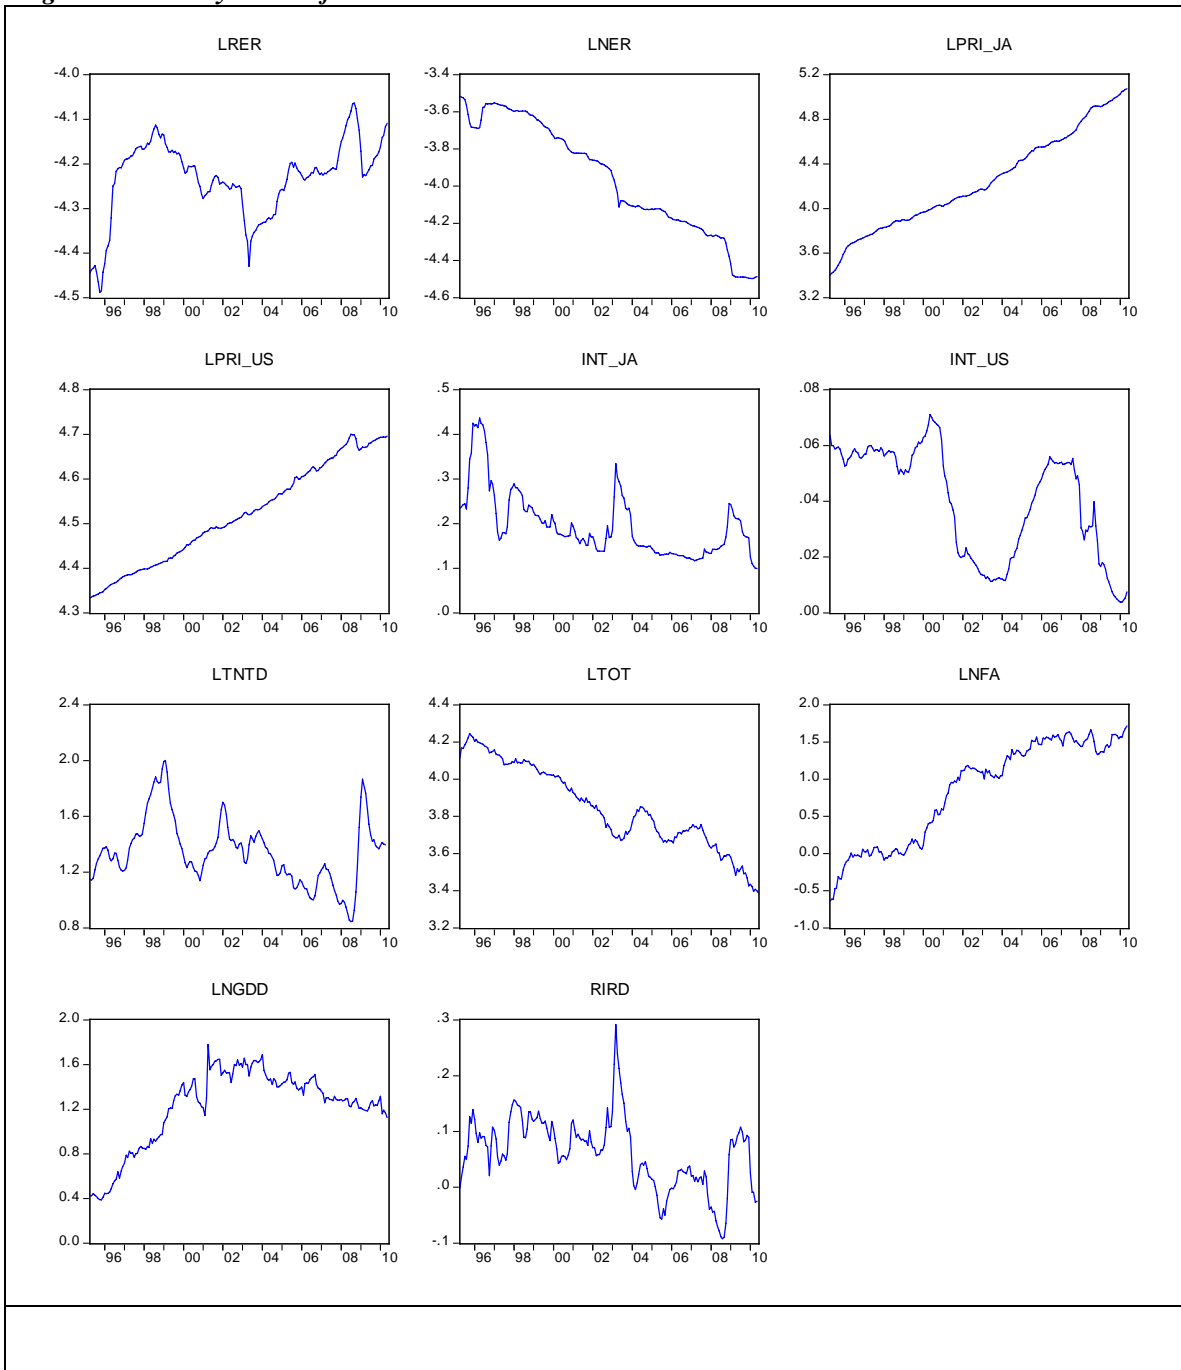 LRER LNER LPRI_JA
-4.0 -3.4 5.2
-4.1 -3.6 4.8
-4.2 -3.8 4.4
-4.3 -4.0 4.0
-4.4 -4.2 3.6
-4.5 -4.4 3.2
-4.6
96 98 00 02 04 06 08 10 96 98 00 02 04 06 08 10 96 98 00 02 04 06 08 10
LPRI_US INT_JA INT_US
4.8 .5 .08
4.7 .4 .06
4.6 .3 .04
4.5 .2 .02
4.4 .1 .00
4.3 .0
96 98 00 02 04 06 08 10 96 98 00 02 04 06 08 10 96 98 00 02 04 06 08 10
LTNTD LTOT LNFA
2.4 4.4 2.0
2.0 4.2 1.5
1.6 4.0 1.0
1.2 3.8 0.5
0.8 3.6 0.0
3.4 -0.5
3.2 -1.0
96 98 00 02 04 06 08 10 96 98 00 02 04 06 08 10 96 98 00 02 04 06 08 10
LNGDD RIRD
2.0 .3
1.6 .2
1.2 .1
0.8 .0
0.4 -.1
0.0
96 98 00 02 04 06 08 10 96 98 00 02 04 06 08 10